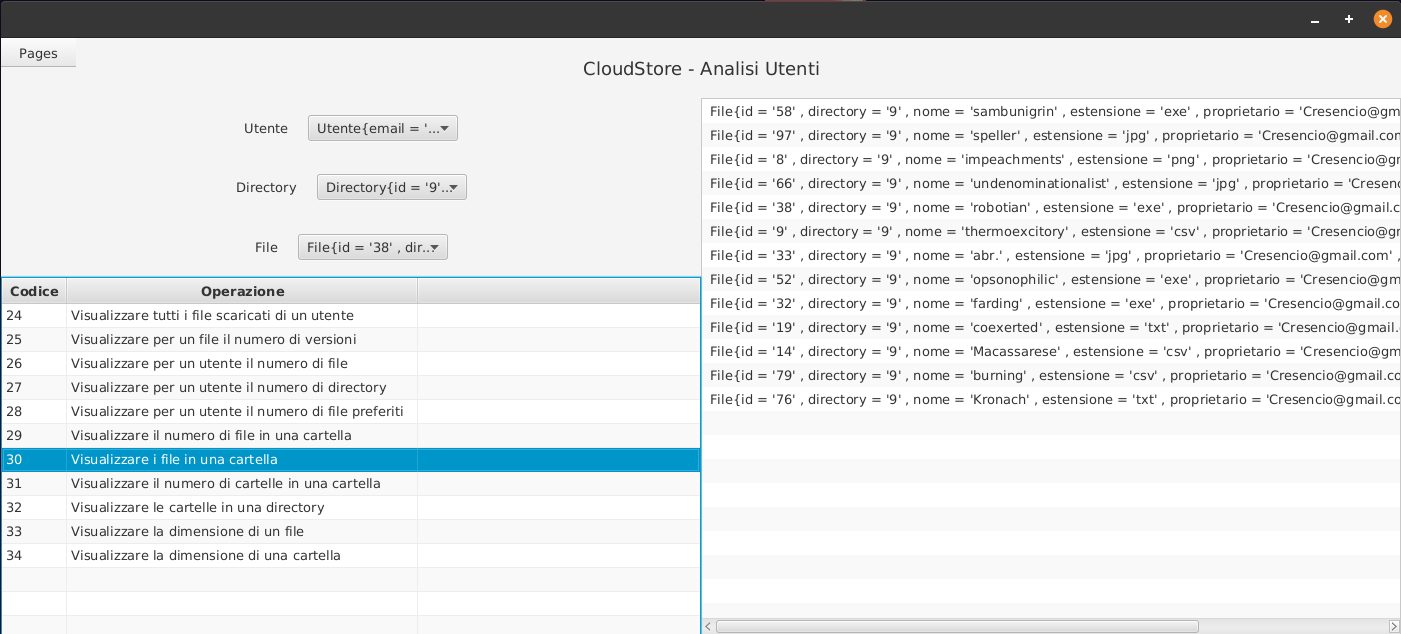 Pages
CloudStore - Analisi Utenti
Utente Utente{email = '...
Directory Directory{id = '9'...
File File{id = '38' , dir...
Codice Operazione
24 Visualizzare tutti i file scaricati di un utente
25 Visualizzare per un file il numero di versioni
26 Visualizzare per un utente il numero di file
27 Visualizzare per un utente il numero di directory
28 Visualizzare per un utente il numero di file preferiti
29 Visualizzare il numero di file in una cartella
30 Visualizzare i file in una cartella
31 Visualizzare il numero di cartelle in una cartella
32 Visualizzare le cartelle in una directory
33 Visualizzare la dimensione di un file
34 Visualizzare la dimensione di una cartella
File{id = '58' , directory = '9' , nome = 'sambunigrin' , estensione = 'exe' , proprietario = 'Cresencio@gm
File{id = '97' , directory = '9' , nome = 'speller' , estensione = 'jpg' , proprietario = 'Cresencio@gmail.com
File{id = '8' , directory = '9' , nome = 'impeachments' , estensione = 'png' , proprietario = 'Cresencio@gr
File{id = '66' , directory = '9' , nome = 'undenominationalist' , estensione = 'jpg' , proprietario = 'Cresenc
File{id = '38' , directory = '9' , nome = 'robotian' , estensione = 'exe' , proprietario = 'Cresencio@gmail.c
File{id = '9' , directory = '9' , nome = 'thermoexcitory' , estensione = 'csv' , proprietario = 'Cresencio@gr
File{id = '33' , directory = '9' , nome = 'abr.' , estensione = 'jpg' , proprietario = 'Cresencio@gmail.com' ,
File{id = '52' , directory = '9' , nome = 'opsonophilic' , estensione = 'exe' , proprietario = 'Cresencio@gm
File{id = '32' , directory = '9' , nome = 'farding' , estensione = 'exe' , proprietario = 'Cresencio@gmail.co
File{id = '19' , directory = '9' , nome = 'coexerted' , estensione = 'txt' , proprietario = 'Cresencio@gmail.
File{id = '14' , directory = '9' , nome = 'Macassarese' , estensione = 'csv' , proprietario = 'Cresencio@gm
File{id = '79' , directory = '9' , nome = 'burning' , estensione = 'csv' , proprietario = 'Cresencio@gmail.co
File{id = '76' , directory = '9' , nome = 'Kronach' , estensione = 'txt' , proprietario = 'Cresencio@gmail.co